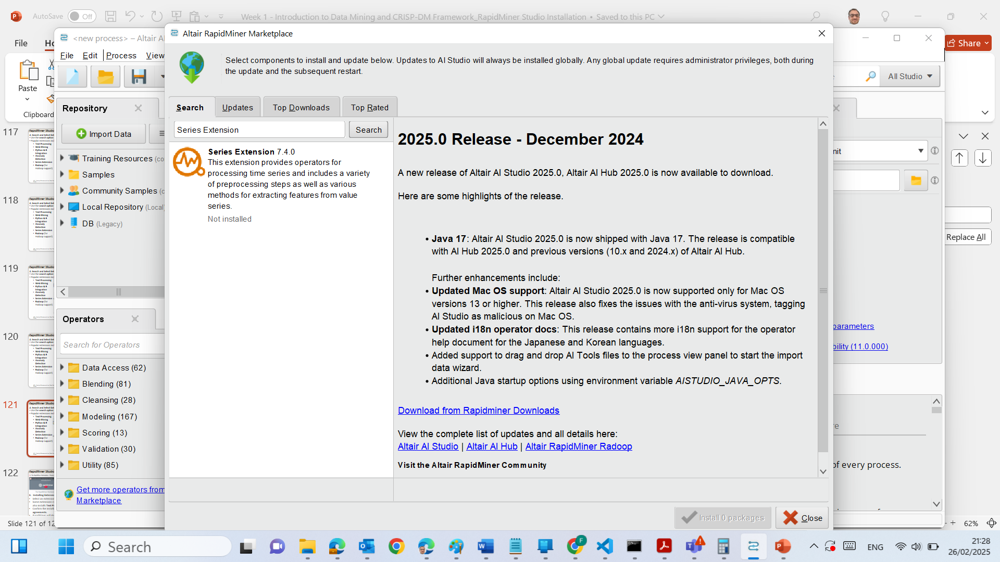 AutoSave Off
Week 1 - Introduction to Data Mining and CRISP-DM Framework_RapidMiner Studio Installation • Saved to this PC
File
Share
Paste
Clipboard
117
118
119
120
121
122
Slide 121 of 12
62%
Replace All
<new process> – Altair A
File Edit Process View
All Studio
Repository
Import Data
Training Resources (co
Samples
Community Samples (c
Local Repository (Local)
DB (Legacy)
Operators
Search for Operators
Data Access (62)
Blending (81)
Cleansing (28)
Modeling (167)
Scoring (13)
Validation (30)
Utility (85)
Get more operators from
Marketplace
nit
parameters
bility (11.0.000)
re
of every process.
Altair RapidMiner Marketplace
Select components to install and update below. Updates to AI Studio will always be installed globally. Any global update requires administrator privileges, both during
the update and the subsequent restart.
Search Updates Top Downloads Top Rated
Series Extension Search
Series Extension 7.4.0
This extension provides operators for
processing time series and includes a variety
of preprocessing steps as well as various
methods for extracting features from value
series.
Not installed
2025.0 Release - December 2024
A new release of Altair AI Studio 2025.0, Altair AI Hub 2025.0 is now available to download.
Here are some highlights of the release.
• Java 17: Altair AI Studio 2025.0 is now shipped with Java 17. The release is compatible
with AI Hub 2025.0 and previous versions (10.x and 2024.x) of Altair AI Hub.
Further enhancements include:
• Updated Mac OS support: Altair AI Studio 2025.0 is now supported only for Mac OS
versions 13 or higher. This release also fixes the issues with the anti-virus system, tagging
AI Studio as malicious on Mac OS.
• Updated i18n operator docs: This release contains more i18n support for the operator
help document for the Japanese and Korean languages.
• Added support to drag and drop AI Tools files to the process view panel to start the import
data wizard.
• Additional Java startup options using environment variable AISTUDIO_JAVA_OPTS.
Download from Rapidminer Downloads
View the complete list of updates and all details here:
Altair AI Studio | Altair AI Hub | Altair RapidMiner Radoop
Visit the Altair RapidMiner Community
Install 0 packages
Close
Search
ENG
21:28
26/02/2025